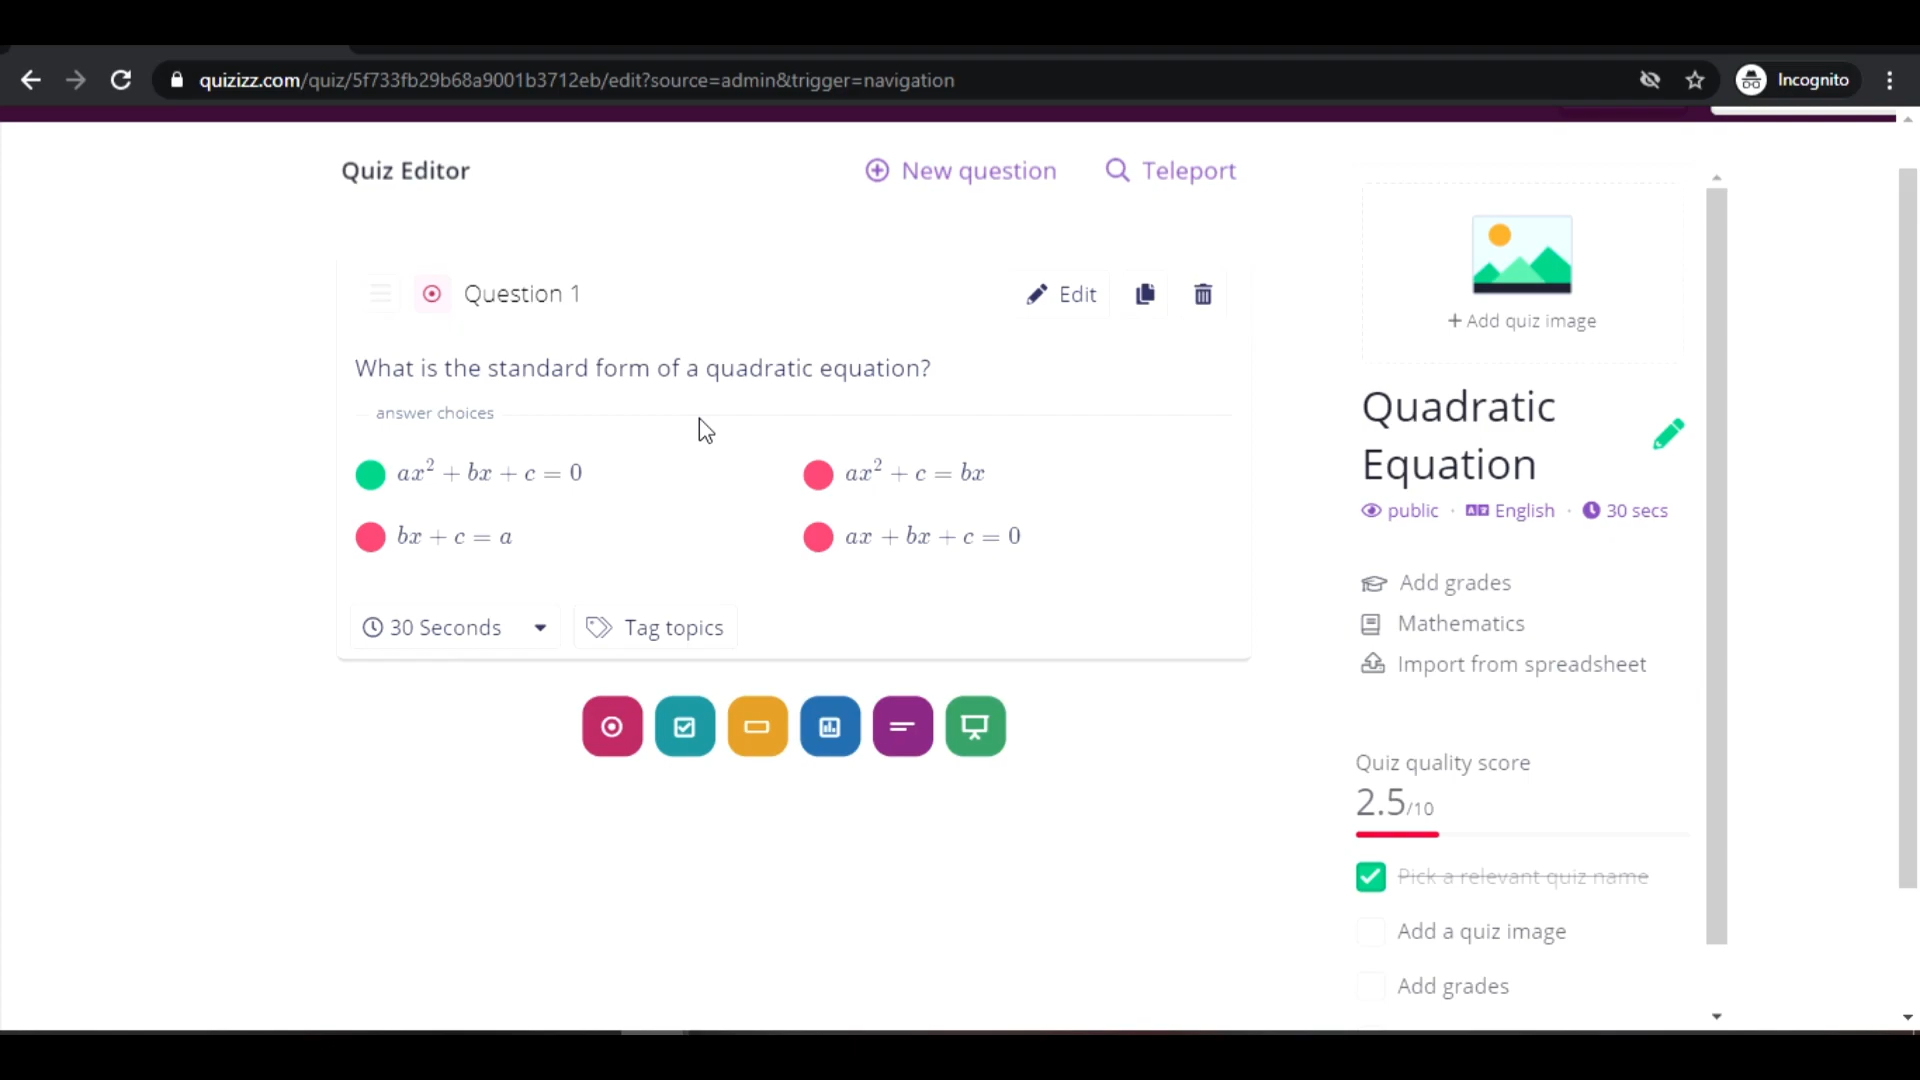 quizizz.com/quiz/5f733fb29b68a9001b3712eb/edit?source=admin&trigger=navigation
Incognito
Quiz Editor
New question
Teleport
Question 1
Edit
What is the standard form of a quadratic equation?
answer choices
ax² + bx + c = 0
ax² + c = bx
bx + c = a
ax + bx + c = 0
30 Seconds
Tag topics
+ Add quiz image
Quadratic
Equation
public · English · 30 secs
Add grades
Mathematics
Import from spreadsheet
Quiz quality score
2.5/10
Pick a relevant quiz name
Add a quiz image
Add grades